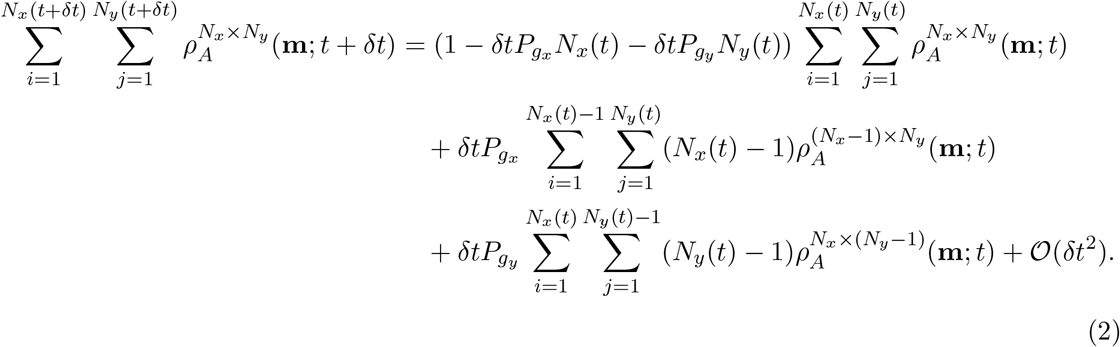 \sum_{i=1}^{N_x(t+\delta t)} \sum_{j=1}^{N_y(t+\delta t)} \rho_A^{N_x \times N_y}(\mathbf{m}; t + \delta t) = (1 - \delta t P_{g_x} N_x(t) - \delta t P_{g_y} N_y(t)) \sum_{i=1}^{N_x(t)} \sum_{j=1}^{N_y(t)} \rho_A^{N_x \times N_y}(\mathbf{m}; t)
+ \delta t P_{g_x} \sum_{i=1}^{N_x(t)-1} \sum_{j=1}^{N_y(t)} (N_x(t) - 1) \rho_A^{(N_x-1) \times N_y}(\mathbf{m}; t)
+ \delta t P_{g_y} \sum_{i=1}^{N_x(t)} \sum_{j=1}^{N_y(t)-1} (N_y(t) - 1) \rho_A^{N_x \times (N_y-1)}(\mathbf{m}; t) + \mathcal{O}(\delta t^2).
(2)